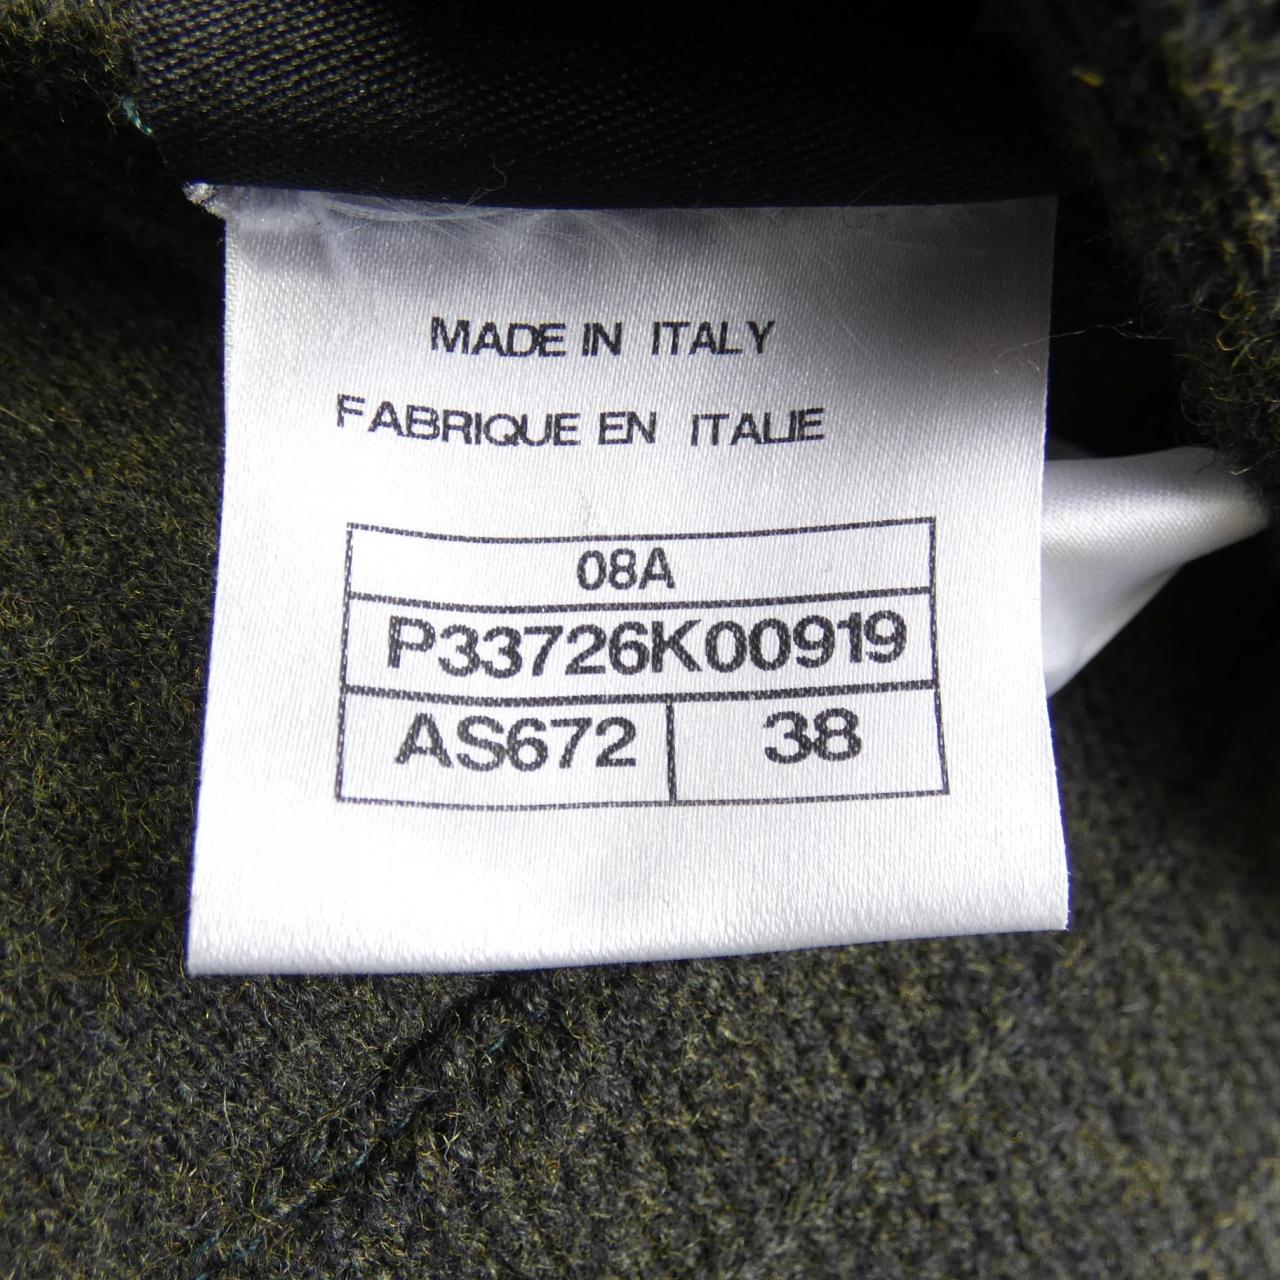 MADE IN ITALY
FABRIQUE EN ITALIE
08A
P33726K00919
AS672 38